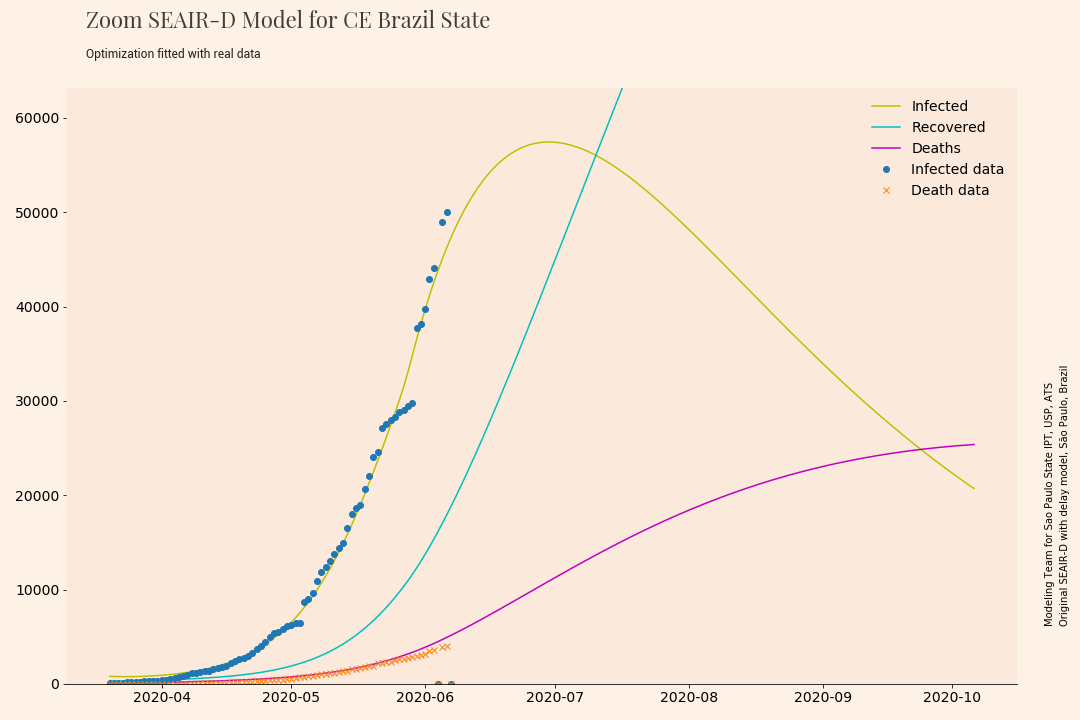 Zoom SEAIR-D Model for CE Brazil State
Optimization fitted with real data
60000
50000
40000
30000
20000
10000
0
2020-04
2020-05
2020-06
2020-07
2020-08
2020-09
2020-10
Infected
Recovered
Deaths
Infected data
Death data
Modeling Team for Sao Paulo State IPT, USP, ATS
Original SEAIR-D with delay model, São Paulo, Brazil